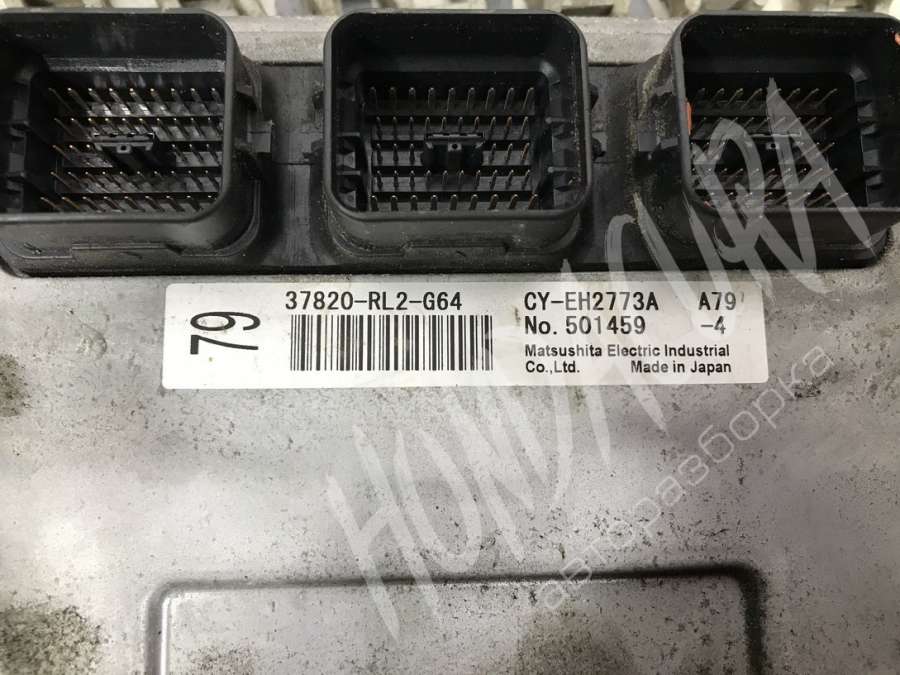 79
37820-RL2-G64
CY-EH2773A A79
No. 501459 -4
Matsushita Electric Industrial
Co.,Ltd. Made in Japan
HONDACURA
авторазборка